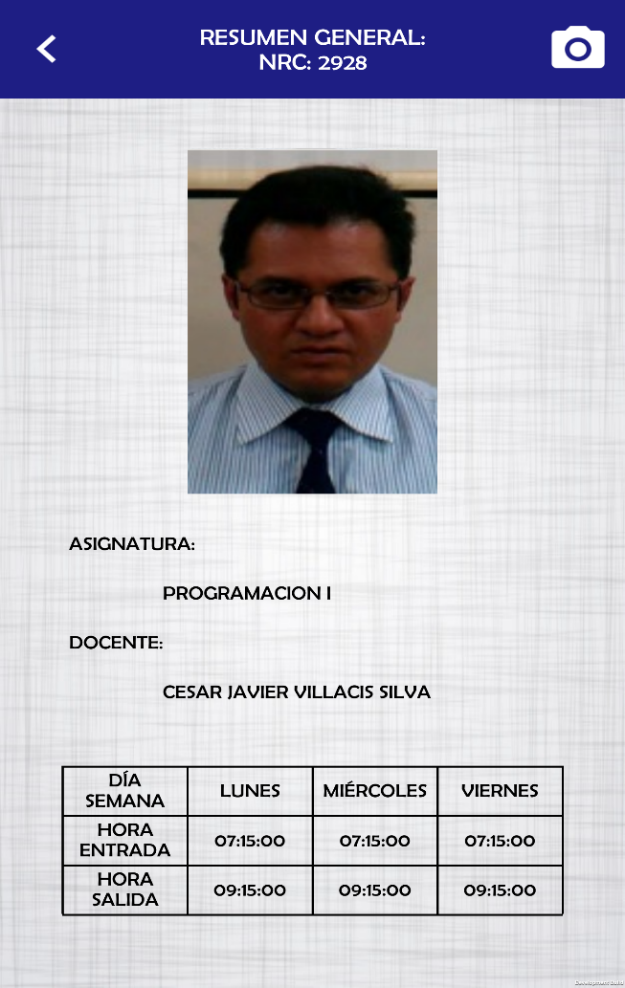 RESUMEN GENERAL:
NRC: 2928
ASIGNATURA:
PROGRAMACION I
DOCENTE:
CESAR JAVIER VILLACIS SILVA
DÍA SEMANA LUNES MIÉRCOLES VIERNES
HORA ENTRADA 07:15:00 07:15:00 07:15:00
HORA SALIDA 09:15:00 09:15:00 09:15:00
Development Build